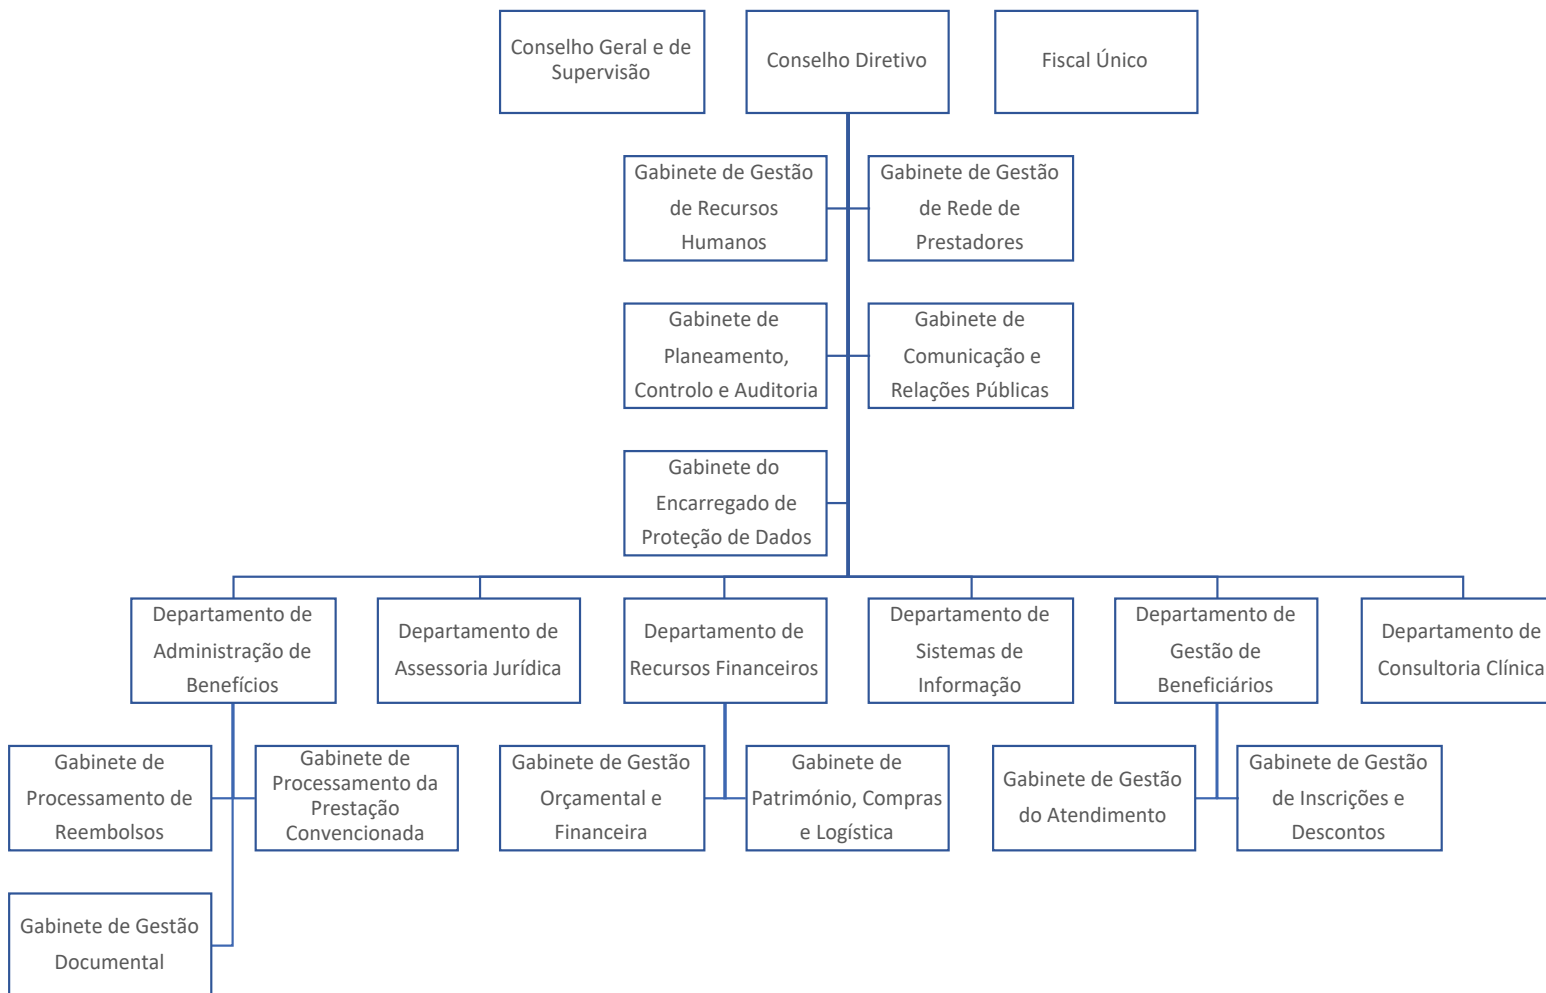 Conselho Geral e de
Supervisão
Conselho Diretivo
Fiscal Único
Gabinete de Gestão
de Recursos
Humanos
Gabinete de Gestão
de Rede de
Prestadores
Gabinete de
Planeamento,
Controlo e Auditoria
Gabinete de
Comunicação e
Relações Públicas
Gabinete do
Encarregado de
Proteção de Dados
Departamento de
Administração de
Benefícios
Departamento de
Assessoria Jurídica
Departamento de
Recursos Financeiros
Departamento de
Sistemas de
Informação
Departamento de
Gestão de
Beneficiários
Departamento de
Consultoria Clínica
Gabinete de
Processamento de
Reembolsos
Gabinete de
Processamento da
Prestação
Convencionada
Gabinete de Gestão
Orçamental e
Financeira
Gabinete de
Património, Compras
e Logística
Gabinete de Gestão
do Atendimento
Gabinete de Gestão
de Inscrições e
Descontos
Gabinete de Gestão
Documental